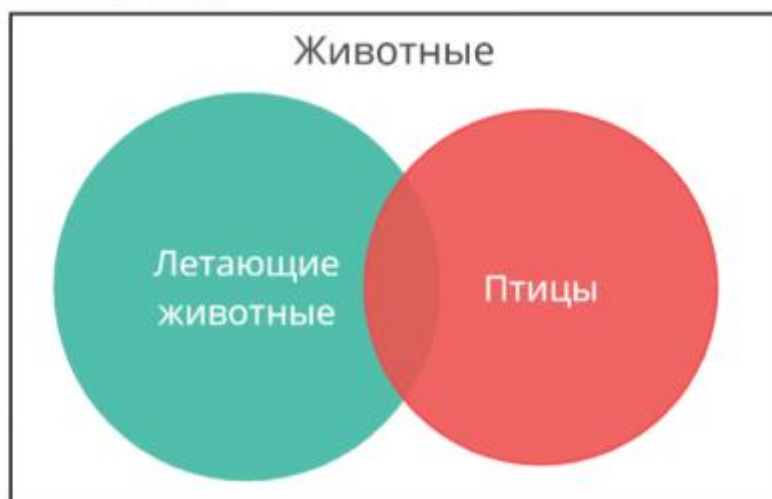 Животные
Летающие
животные
Птицы